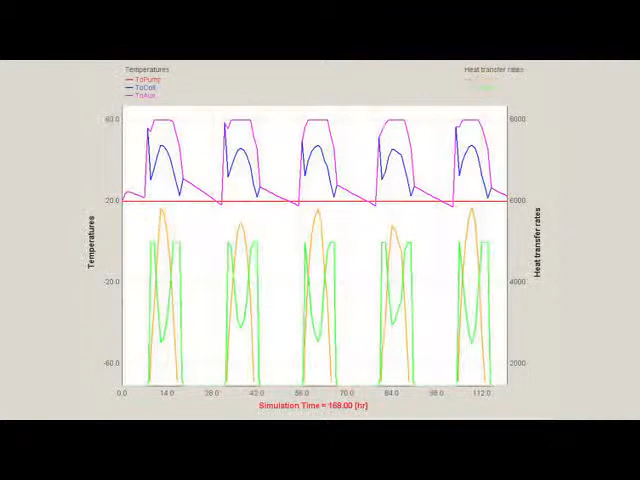 Temperatures
ToPump
ToColl
ToAux
Heat transfer rates
60.0
20.0
-20.0
-60.0
Temperatures
6000
4000
2000
Heat transfer rates
0.0 14.0 28.0 42.0 56.0 70.0 84.0 98.0 112.0
Simulation Time = 168.00 [hr]